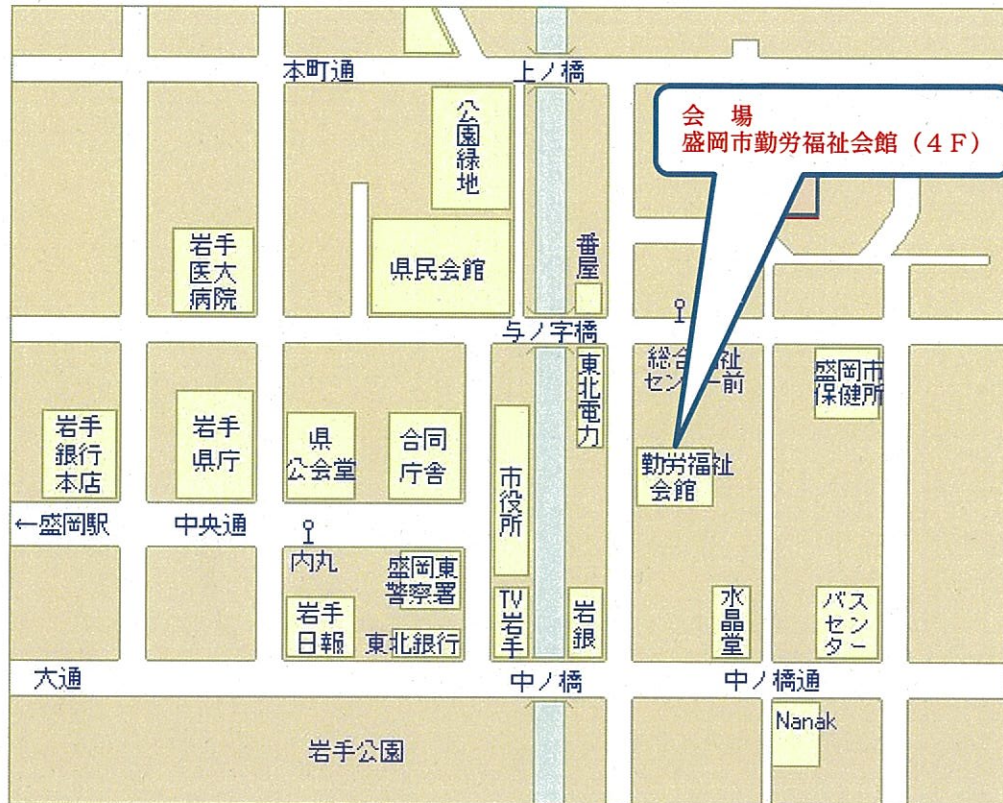 本町通
上ノ橋
会　場
盛岡市勤労福祉会館（４Ｆ）
公園緑地
岩手
医大
病院
県民会館
番屋
与ノ字橋
総合福祉
センター前
東北電力
盛岡市
保健所
岩手
銀行
本店
岩手
県庁
県
公会堂
合同
庁舎
市役所
勤労福祉
会館
←盛岡駅
中央通
内丸
盛岡東
警察署
岩手
日報
東北銀行
TV岩手
岩銀
水晶堂
バス
センター
大通
中ノ橋
中ノ橋通
Nanak
岩手公園